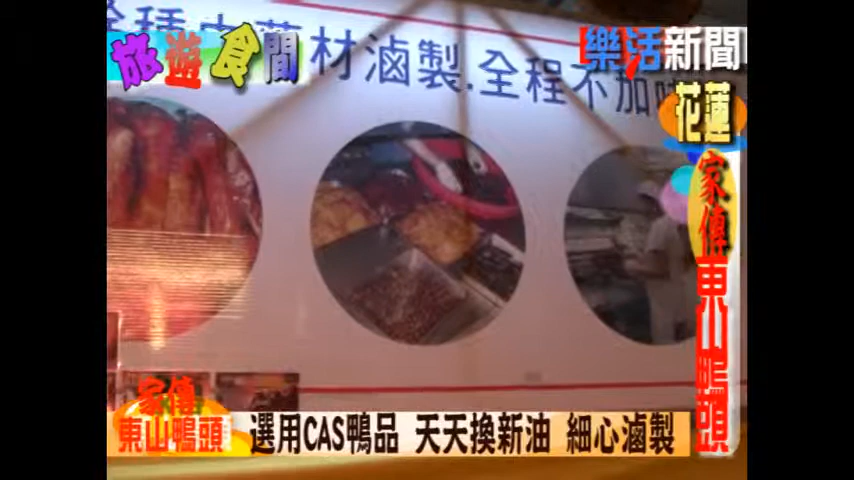 旅遊食間
材滷製.全程不加
樂活新聞
花蓮
家傳東山鴨頭
家傳
東山鴨頭
選用CAS鴨品 天天換新油 細心滷製